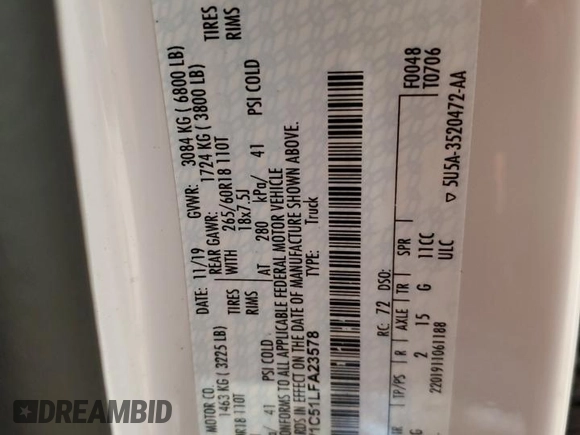 DATE: 11/19 GVWR: 3084 KG ( 6800 LB)
MOTOR CO. REAR GAWR: 1724 KG ( 3800 LB)
1463 KG ( 3225 LB) WITH TIRES
TIRES 265/60R18 110T RIMS
R18 110T RIMS 18x7.5J
41 PSI COLD AT 280 kPa/ 41 PSI COLD
CONFORMS TO ALL APPLICABLE FEDERAL MOTOR VEHICLE
RDS IN EFFECT ON THE DATE OF MANUFACTURE SHOWN ABOVE.
1C51LFA23578 TYPE: Truck
F0048
T0706
RC: 72 DSO:
TP/PS R AXLE TR SPR
2 15 G 11CC
ULC
2201911061188
▽ 5U5A-3520472-AA
DREAMBID